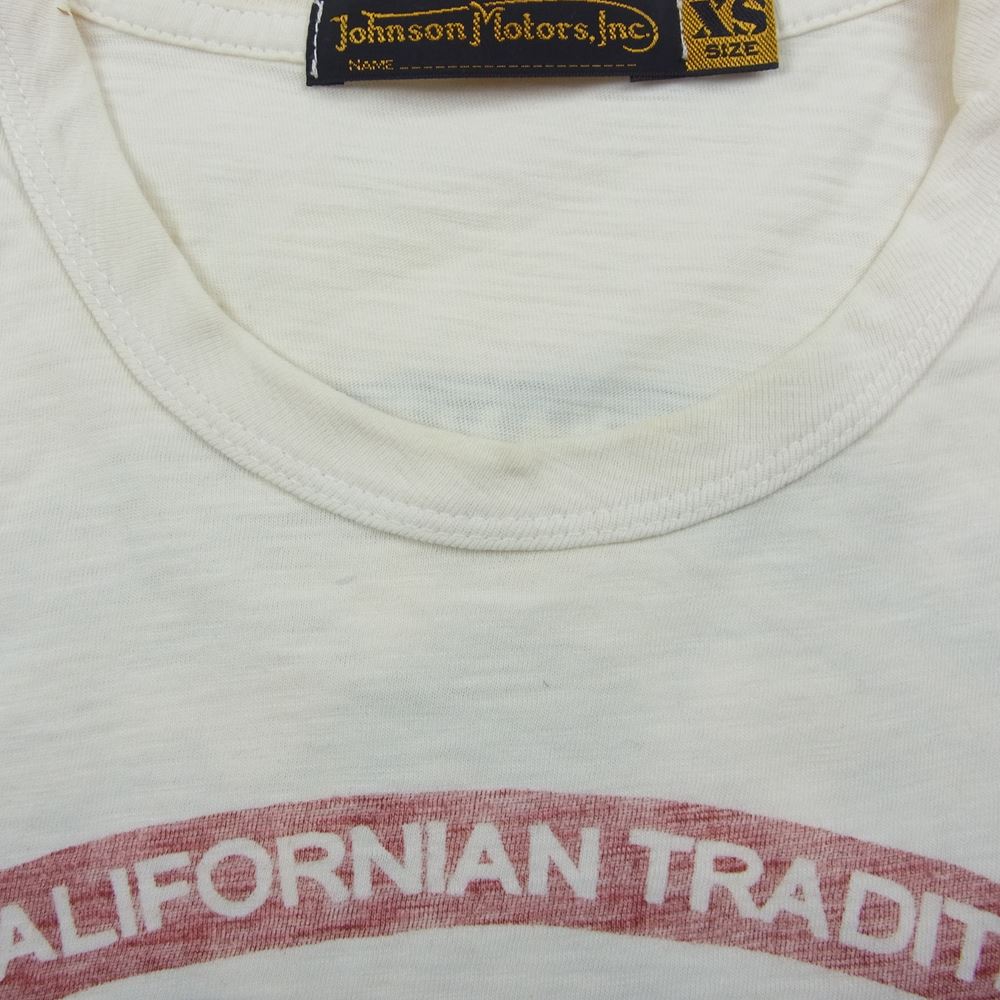 Johnson Motors, Inc.
NAME
XS
SIZE
ALIFORNIAN TRADIT